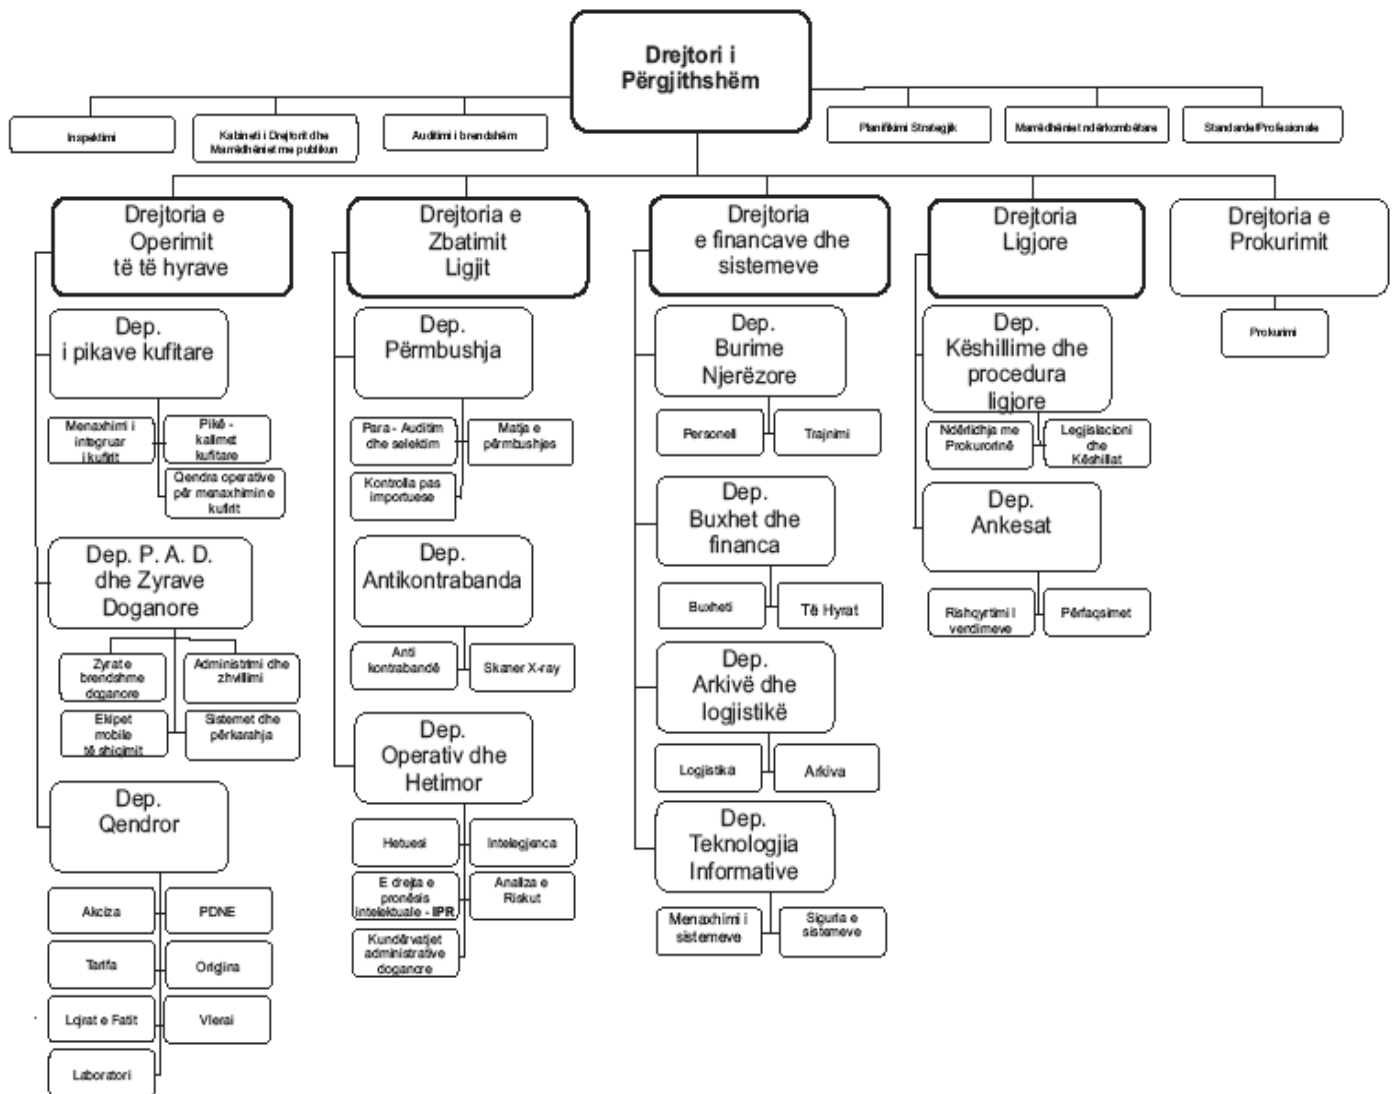 Drejtori i
Përgjithshëm
Inspektimi
Kabineti i Drejtorit dhe
Marrëdhëniet me publikun
Auditimi i brendshëm
Planifikimi Strategjik
Marrëdhëniet ndërkombëtare
Standarde/Profesionale
Drejtoria e
Operimit
të të hyrave
Dep.
i pikave kufitare
Menaxhimi i
integruar
i kufirit
Pikë -
kalimet
kufitare
Qendra operative
për menaxhimin e
kufirit
Dep. P. A. D.
dhe Zyrave
Doganore
Zyrat e
brendshme
doganore
Administrimi dhe
zhvillimi
Ekipet
mobile
të shiqimit
Sistemet dhe
përkarahja
Dep.
Qendror
Akciza
PDNE
Tarifa
Origjina
Lojrat e Fatit
Vlerai
Laboratori
Drejtoria e
Zbatimit
Ligjit
Dep.
Përmbushja
Para - Auditim
dhe selektim
Matja e
përmbushjes
Kontrolla pas
importuese
Dep.
Antikontrabanda
Anti
kontrabandë
Skaner X-ray
Dep.
Operativ dhe
Hetimor
Hetuesi
Intelegjenca
E drejta e
pronësis
intelektuale - IPR
Analiza e
Riskut
Kundërvatjet
administrative
doganore
Drejtoria
e financave dhe
sistemeve
Dep.
Burime
Njerëzore
Personeli
Trajnimi
Dep.
Buxhet dhe
financa
Buxheti
Të Hyrat
Dep.
Arkivë dhe
logjistikë
Logjistika
Arkiva
Dep.
Teknologjia
Informative
Menaxhimi i
sistemeve
Siguria e
sistemeve
Drejtoria
Ligjore
Dep.
Këshillime dhe
procedura
ligjore
Ndërlidhja me
Prokurorinë
Legjislacioni
dhe
Këshillat
Dep.
Ankesat
Rishqyrtimi I
vendimeve
Përfaqsimet
Drejtoria e
Prokurimit
Prokurimi